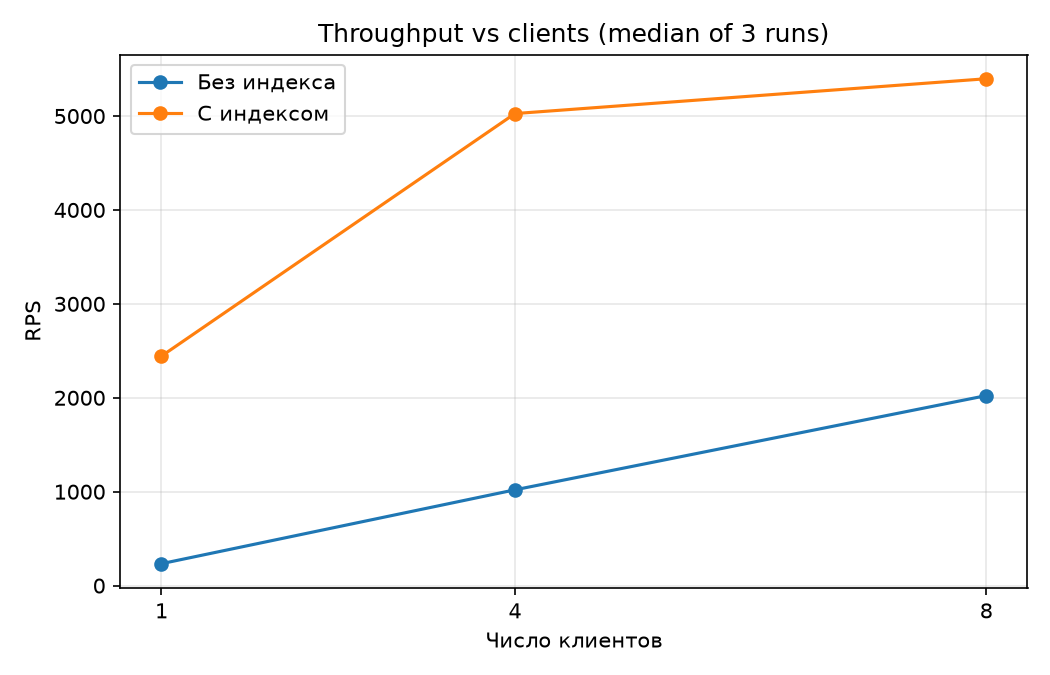 Throughput vs clients (median of 3 runs)
Без индекса
С индексом
5000
4000
3000
2000
1000
0
RPS
1
4
8
Число клиентов